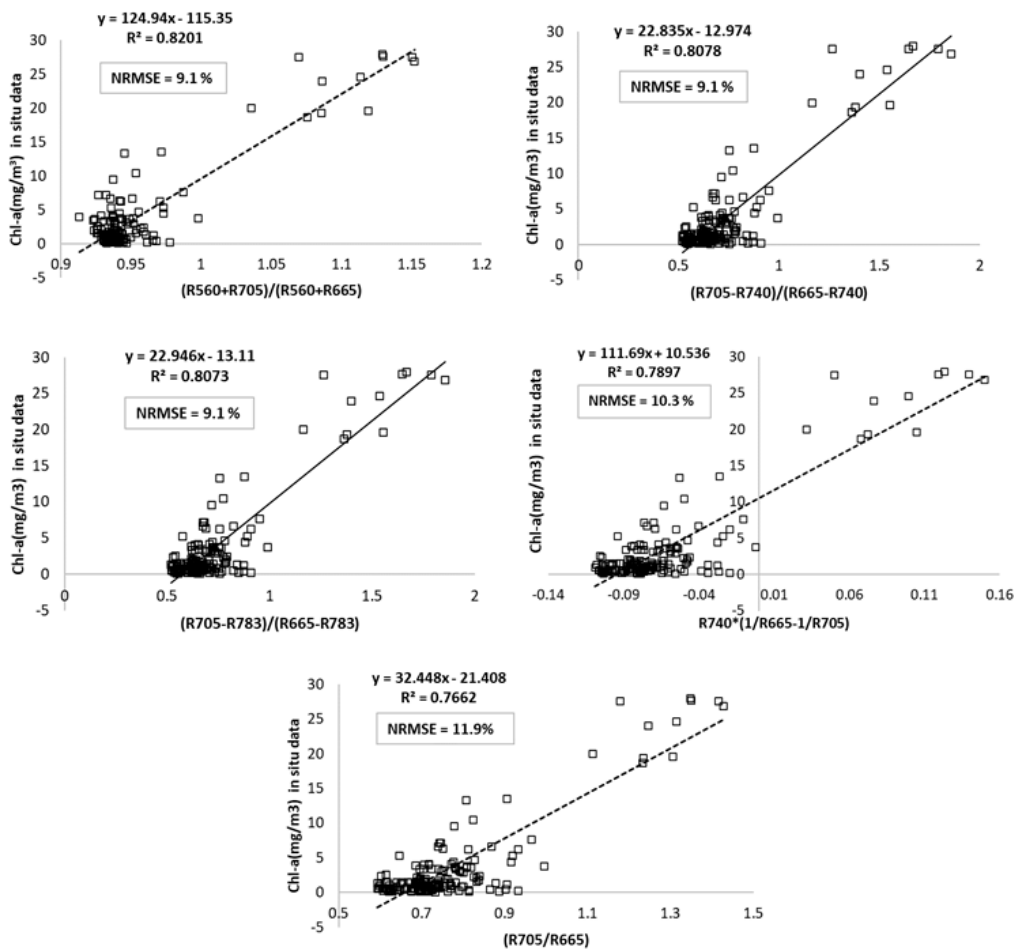 y = 124.94x - 115.35
R² = 0.8201
NRMSE = 9.1 %
Chl-a(mg/m³) in situ data
30
25
20
15
10
5
0
-5
0.9
0.95
1
1.05
1.1
1.15
1.2
(R560+R705)/(R560+R665)
y = 22.835x - 12.974
R² = 0.8078
NRMSE = 9.1 %
Chl-a(mg/m3) in situ data
30
25
20
15
10
5
0
-5
0
0.5
1
1.5
2
(R705-R740)/(R665-R740)
y = 22.946x - 13.11
R² = 0.8073
NRMSE = 9.1 %
Chl-a(mg/m3) in situ data
30
25
20
15
10
5
0
-5
0
0.5
1
1.5
2
(R705-R783)/(R665-R783)
y = 111.69x + 10.536
R² = 0.7897
NRMSE = 10.3 %
Chl-a(mg/m3) in situ data
30
25
20
15
10
5
0
-5
-0.14
-0.09
-0.04
0.01
0.06
0.11
0.16
R740*(1/R665-1/R705)
y = 32.448x - 21.408
R² = 0.7662
NRMSE = 11.9%
Chl-a(mg/m3) in situ data
30
25
20
15
10
5
0
-5
0.5
0.7
0.9
1.1
1.3
1.5
(R705/R665)